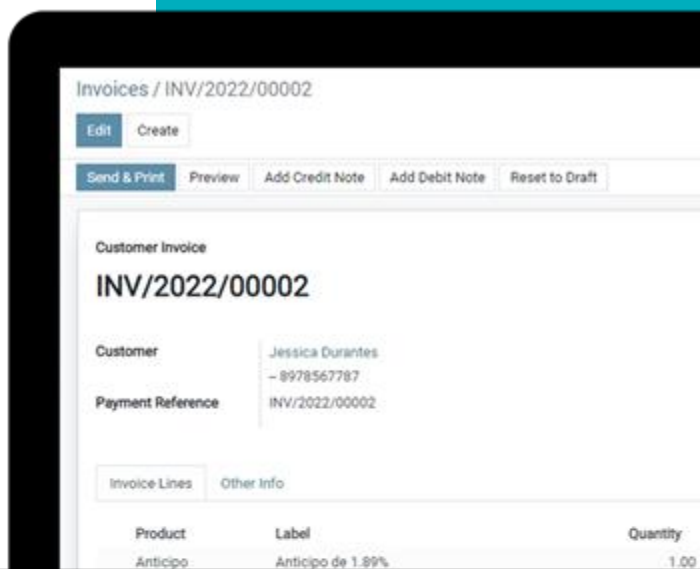 Invoices / INV/2022/00002
Edit Create
Send & Print Preview Add Credit Note Add Debit Note Reset to Draft
Customer Invoice
INV/2022/00002
Customer Jessica Durantes
– 8978567787
Payment Reference INV/2022/00002
Invoice Lines Other Info
Product Label Quantity
Anticipo Anticipo de 1.89% 1.00